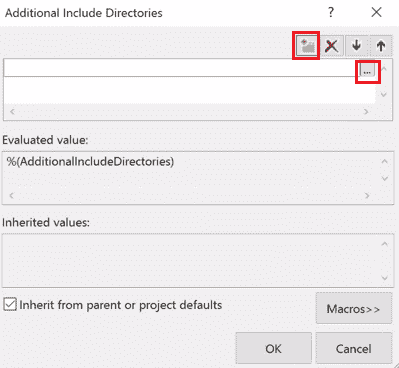 Additional Include Directories
? 
...
Evaluated value:
%(AdditionalIncludeDirectories)
Inherited values:
Inherit from parent or project defaults
Macros>>
OK Cancel